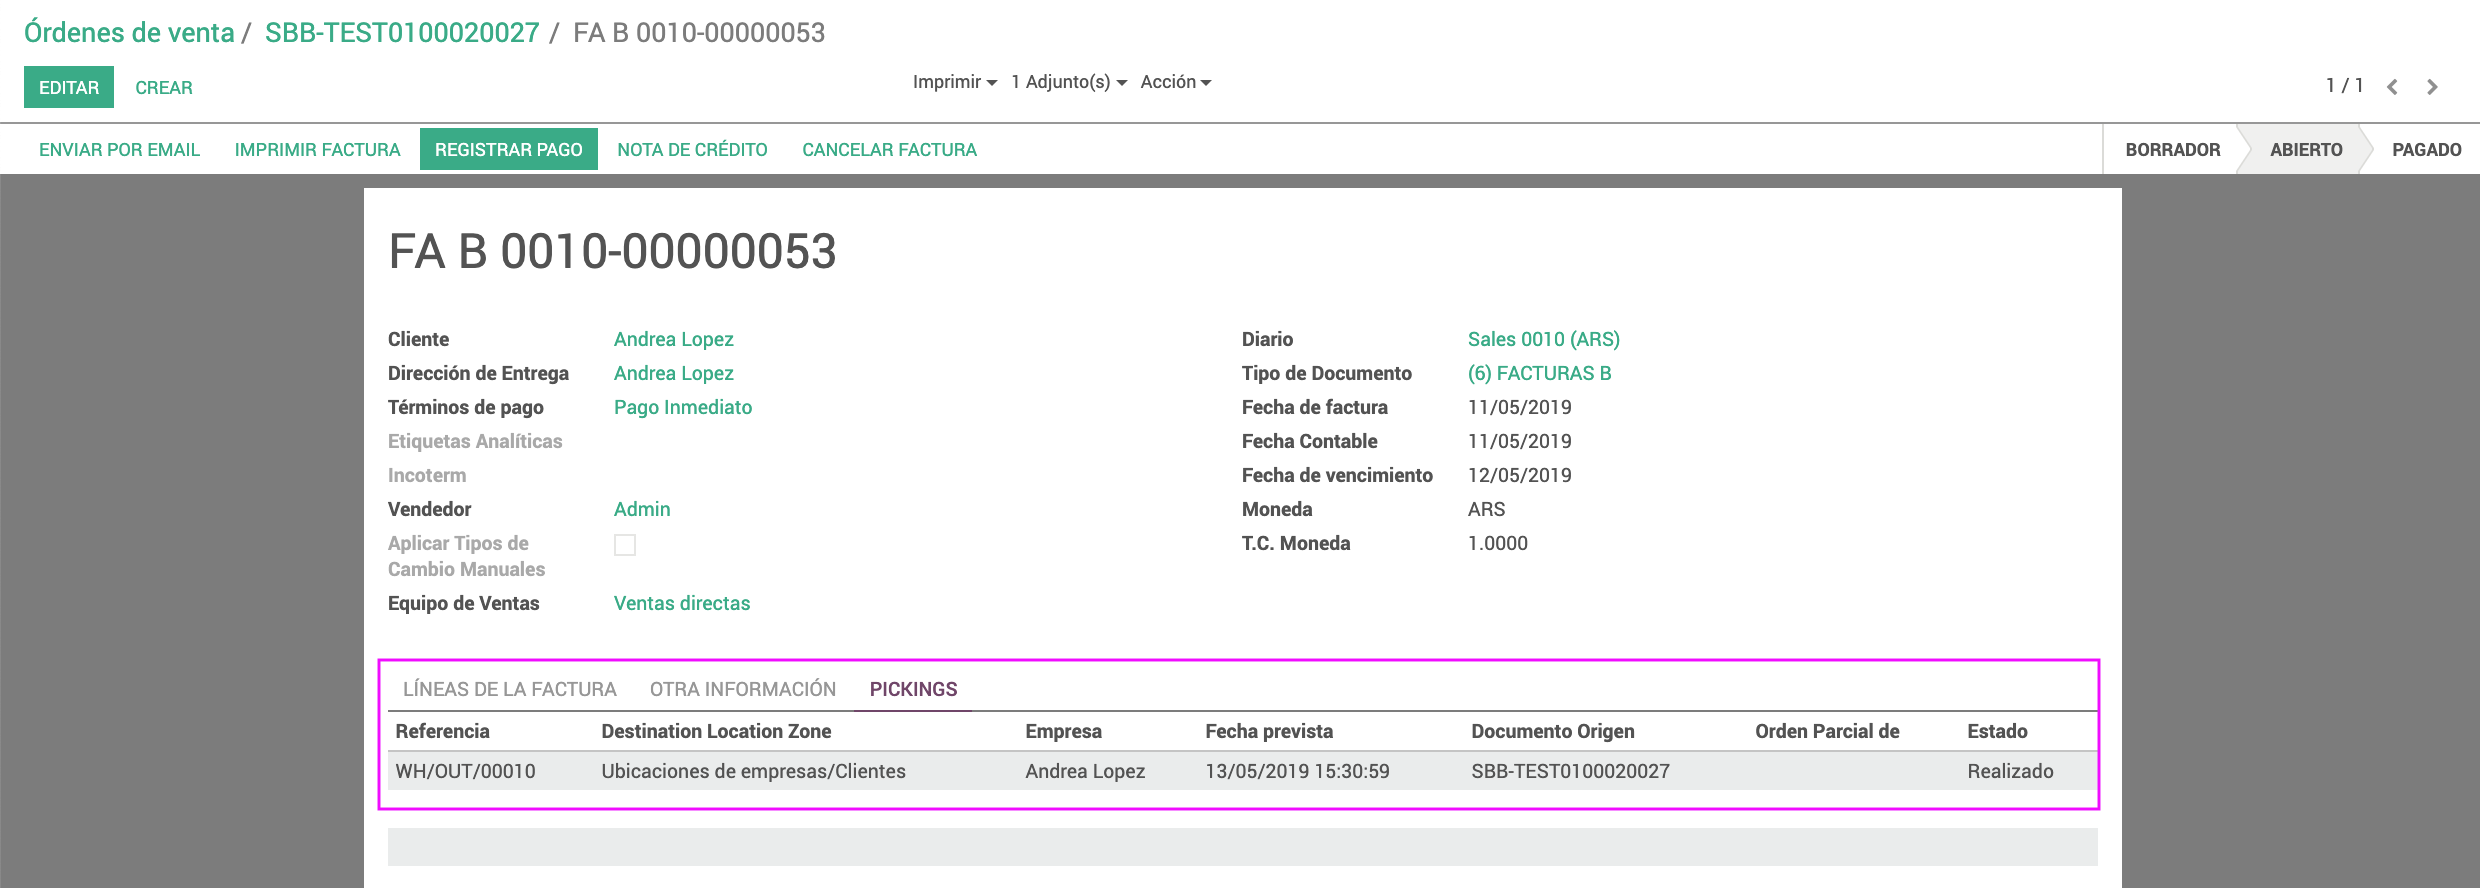 Órdenes de venta / SBB-TEST0100020027 / FA B 0010-00000053
EDITAR CREAR Imprimir 1 Adjunto(s) Acción 1 / 1
ENVIAR POR EMAIL IMPRIMIR FACTURA REGISTRAR PAGO NOTA DE CRÉDITO CANCELAR FACTURA BORRADOR ABIERTO PAGADO
FA B 0010-00000053
Cliente Andrea Lopez
Dirección de Entrega Andrea Lopez
Términos de pago Pago Inmediato
Etiquetas Analíticas
Incoterm
Vendedor Admin
Aplicar Tipos de
Cambio Manuales
Equipo de Ventas Ventas directas
Diario Sales 0010 (ARS)
Tipo de Documento (6) FACTURAS B
Fecha de factura 11/05/2019
Fecha Contable 11/05/2019
Fecha de vencimiento 12/05/2019
Moneda ARS
T.C. Moneda 1.0000
LÍNEAS DE LA FACTURA OTRA INFORMACIÓN PICKINGS
Referencia Destination Location Zone Empresa Fecha prevista Documento Origen Orden Parcial de Estado
WH/OUT/00010 Ubicaciones de empresas/Clientes Andrea Lopez 13/05/2019 15:30:59 SBB-TEST0100020027 Realizado